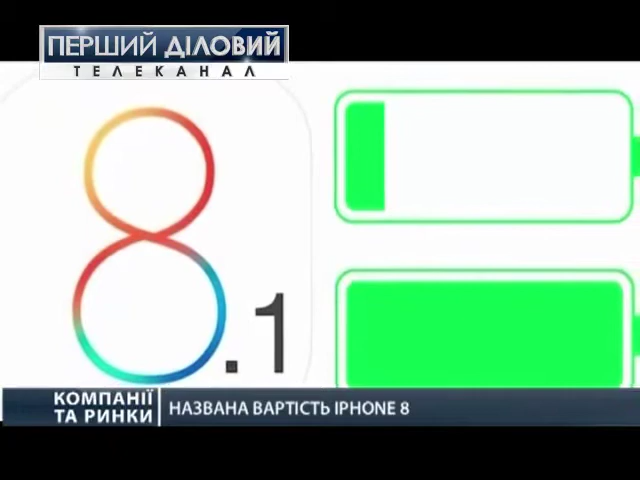 ПЕРШИЙ ДІЛОВИЙ
ТЕЛЕКАНАЛ
8.1
КОМПАНІЇ
ТА РИНКИ
НАЗВАНА ВАРТІСТЬ IPHONE 8